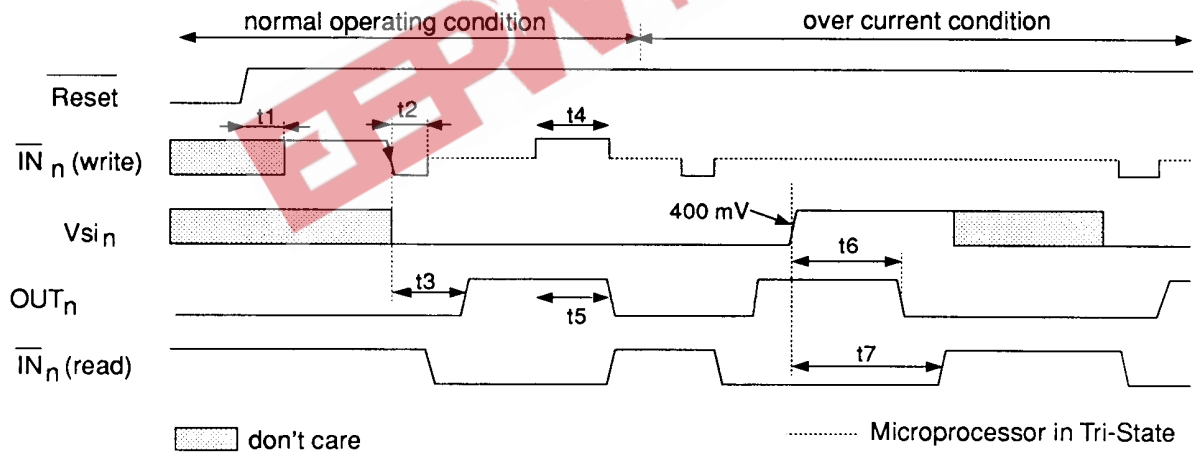 normal operating condition
over current condition
Reset
t1
t2
t4
IN n (write)
400 mV
Vsi n
t6
t3
OUT n
t5
IN n (read)
t7
don't care
Microprocessor in Tri-State